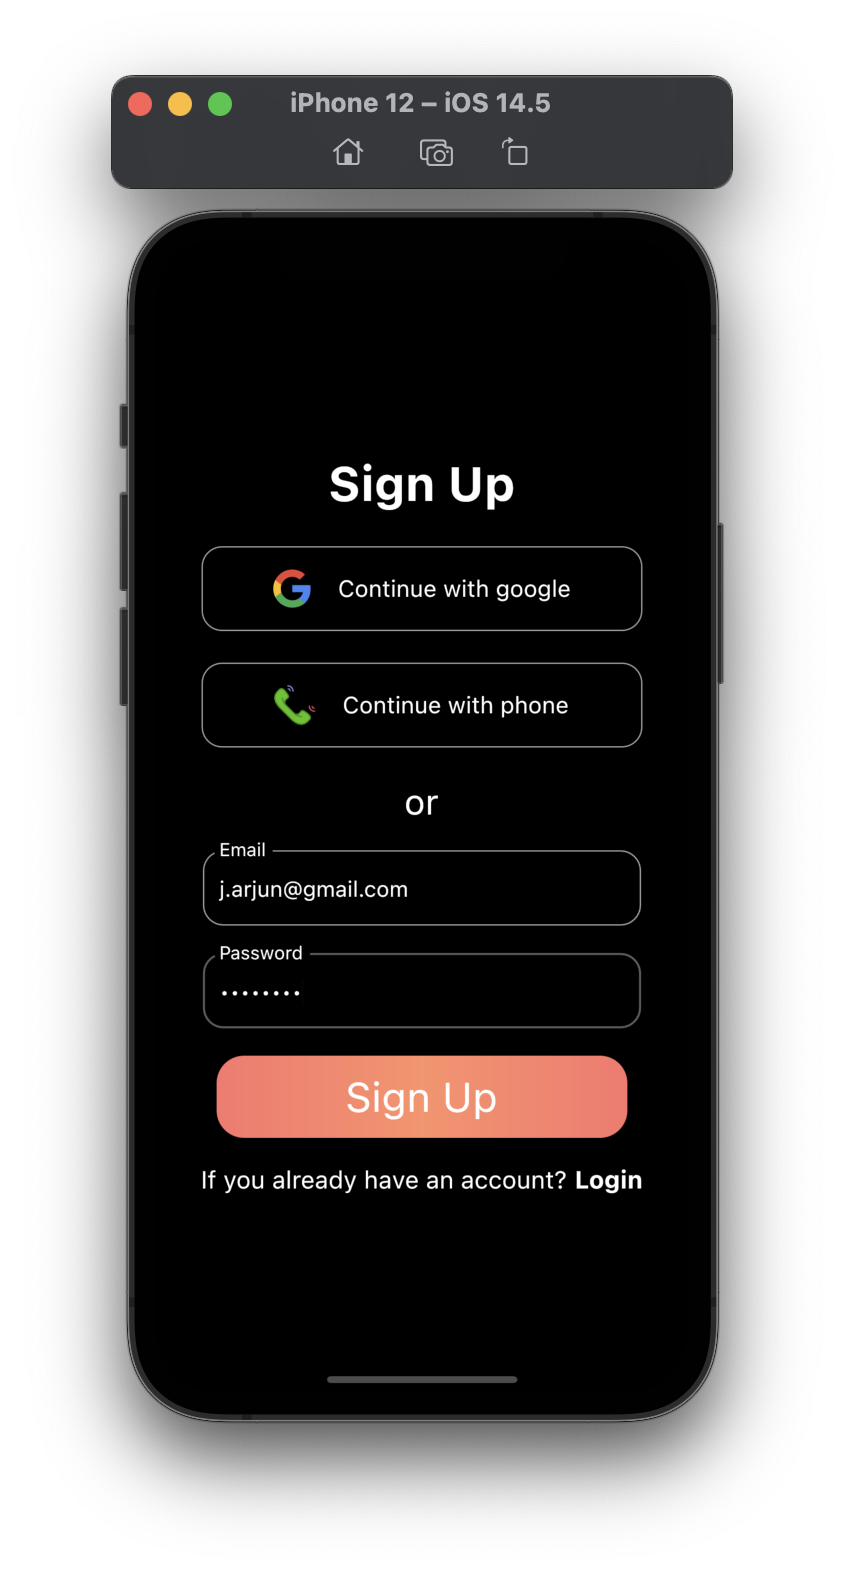 iPhone 12 – iOS 14.5
Sign Up
Continue with google
Continue with phone
or
Email
j.arjun@gmail.com
Password
••••••••
Sign Up
If you already have an account? Login